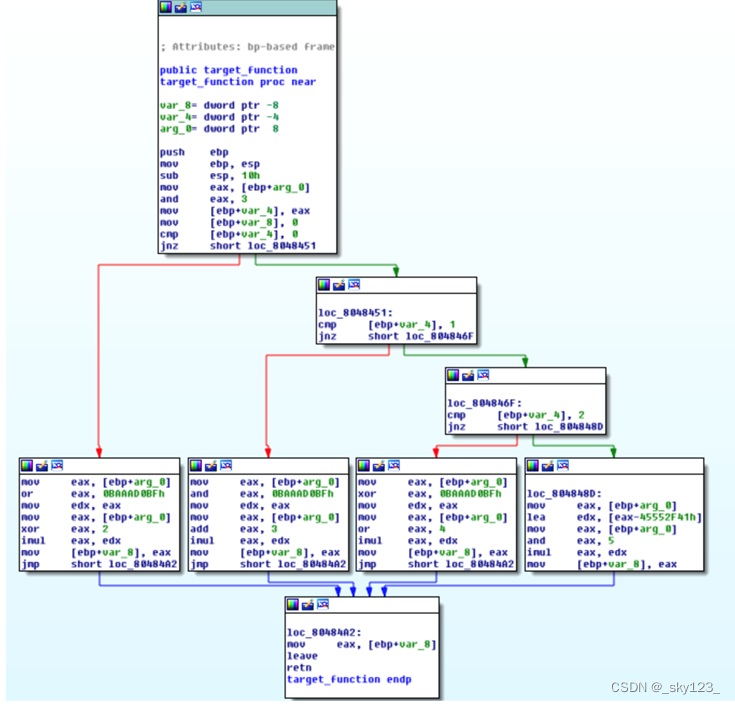 ; Attributes: bp-based frame
public target_function
target_function proc near
var_8= dword ptr -8
var_4= dword ptr -4
arg_0= dword ptr  8
push    ebp
mov     ebp, esp
sub     esp, 10h
mov     eax, [ebp+arg_0]
and     eax, 3
mov     [ebp+var_4], eax
mov     [ebp+var_8], 0
cmp     [ebp+var_4], 0
jnz     short loc_8048451
loc_8048451:
cmp     [ebp+var_4], 1
jnz     short loc_804846F
loc_804846F:
cmp     [ebp+var_4], 2
jnz     short loc_804848D
mov     eax, [ebp+arg_0]
or      eax, 0BAAAD0BFh
mov     edx, eax
mov     eax, [ebp+arg_0]
xor     eax, 2
imul    eax, edx
mov     [ebp+var_8], eax
jmp     short loc_80484A2
mov     eax, [ebp+arg_0]
and     eax, 0BAAAD0BFh
mov     edx, eax
mov     eax, [ebp+arg_0]
add     eax, 3
imul    eax, edx
mov     [ebp+var_8], eax
jmp     short loc_80484A2
mov     eax, [ebp+arg_0]
xor     eax, 0BAAAD0BFh
mov     edx, eax
mov     eax, [ebp+arg_0]
or      eax, 4
imul    eax, edx
mov     [ebp+var_8], eax
jmp     short loc_80484A2
loc_804848D:
mov     eax, [ebp+arg_0]
lea     edx, [eax-45552F41h]
mov     eax, [ebp+arg_0]
and     eax, 5
imul    eax, edx
mov     [ebp+var_8], eax
loc_80484A2:
mov     eax, [ebp+var_8]
leave
retn
target_function endp
CSDN @_sky123_